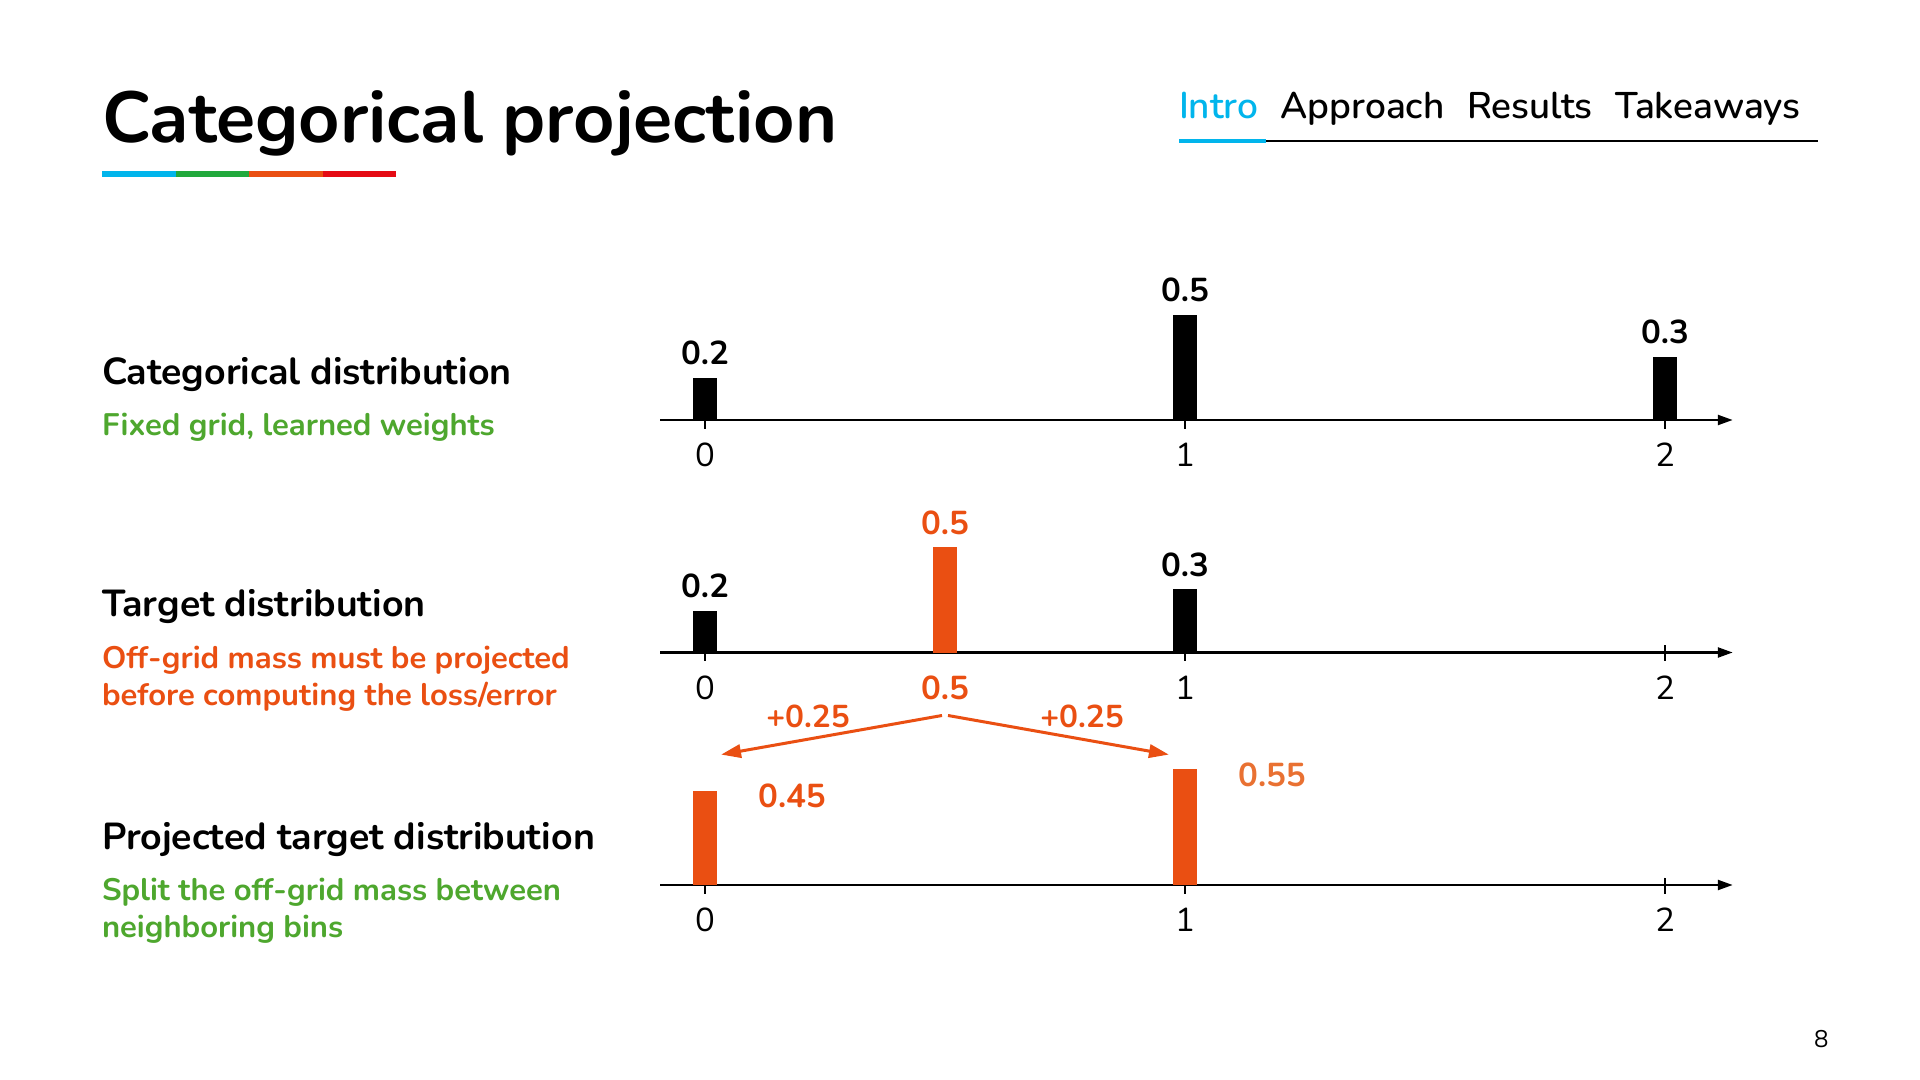 Categorical projection
Intro Approach Results Takeaways
Categorical distribution
Fixed grid, learned weights
0.2
0.5
0.3
0
1
2
Target distribution
Off-grid mass must be projected
before computing the loss/error
0.2
0.5
0.3
0
0.5
1
2
+0.25
+0.25
Projected target distribution
Split the off-grid mass between
neighboring bins
0.45
0.55
0
1
2
8